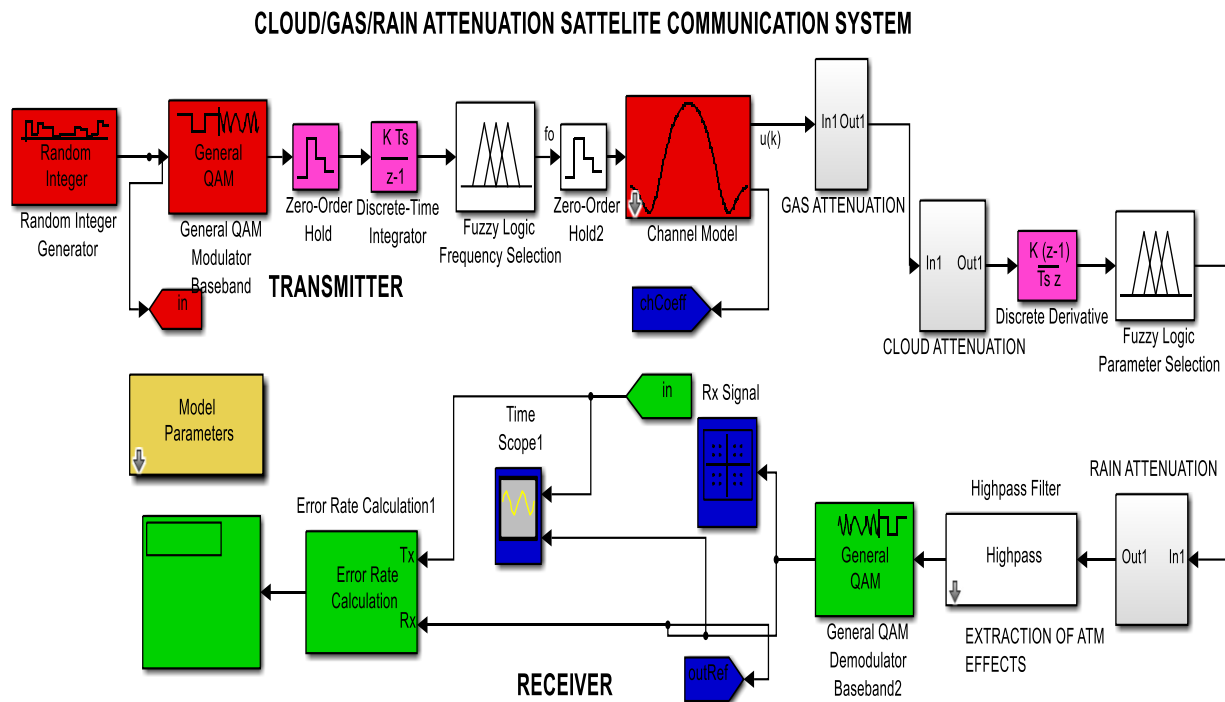 CLOUD/GAS/RAIN ATTENUATION SATTELITE COMMUNICATION SYSTEM
Random
Integer
Random Integer
Generator
General
QAM
General QAM
Modulator
Baseband
in
Zero-Order
Hold
K Ts
z-1
Discrete-Time
Integrator
Fuzzy Logic
Frequency Selection
fo
Zero-Order
Hold2
Channel Model
u(k)
chCoeff
In1 Out1
GAS ATTENUATION
In1 Out1
CLOUD ATTENUATION
K (z-1)
Ts z
Discrete Derivative
Fuzzy Logic
Parameter Selection
TRANSMITTER
Model
Parameters
Error Rate Calculation1
Tx
Error Rate
Calculation
Rx
Time
Scope1
in
Rx Signal
outRef
General
QAM
General QAM
Demodulator
Baseband2
Highpass Filter
Highpass
EXTRACTION OF ATM
EFFECTS
RAIN ATTENUATION
Out1 In1
RECEIVER